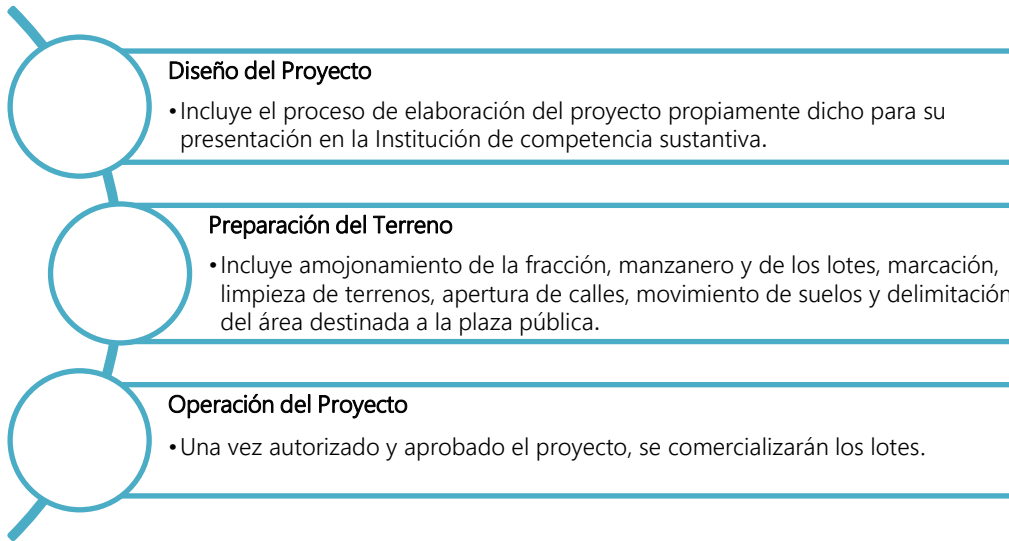 Diseño del Proyecto
•Incluye el proceso de elaboración del proyecto propiamente dicho para su
presentación en la Institución de competencia sustantiva.
Preparación del Terreno
•Incluye amojonamiento de la fracción, manzanero y de los lotes, marcación,
limpieza de terrenos, apertura de calles, movimiento de suelos y delimitación
del área destinada a la plaza pública.
Operación del Proyecto
•Una vez autorizado y aprobado el proyecto, se comercializarán los lotes.